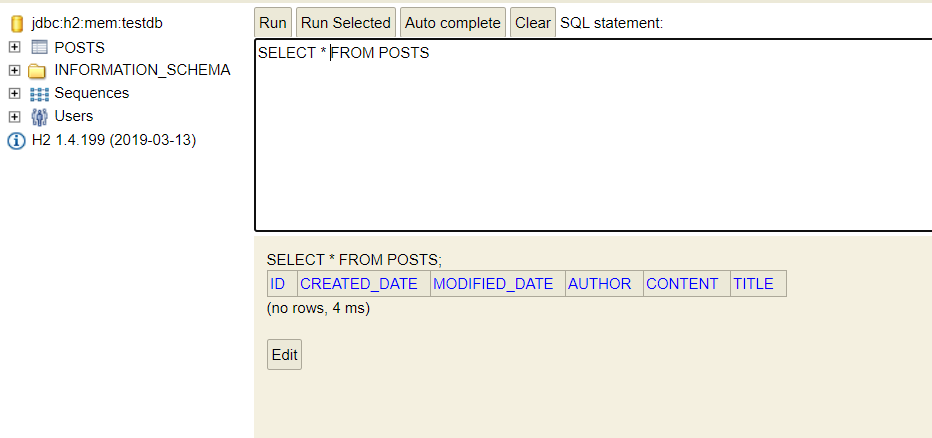 jdbc:h2:mem:testdb
POSTS
INFORMATION_SCHEMA
Sequences
Users
H2 1.4.199 (2019-03-13)
Run Run Selected Auto complete Clear SQL statement:
SELECT * FROM POSTS
SELECT * FROM POSTS;
ID CREATED_DATE MODIFIED_DATE AUTHOR CONTENT TITLE
(no rows, 4 ms)
Edit